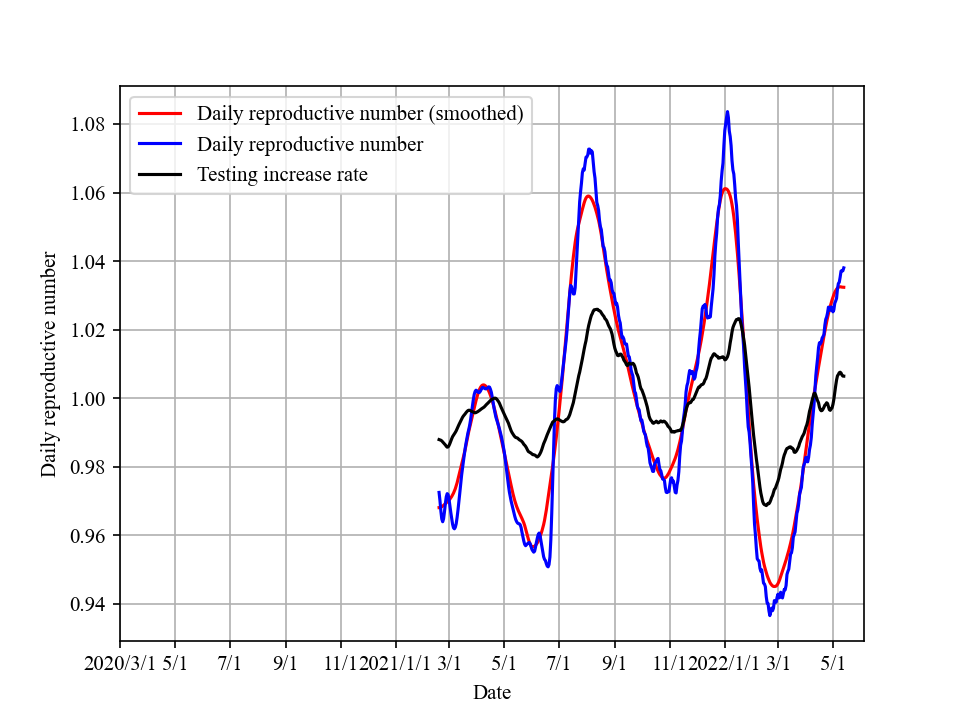 Daily reproductive number (smoothed)
Daily reproductive number
Testing increase rate
1.08
1.06
1.04
1.02
1.00
0.98
0.96
0.94
Daily reproductive number
2020/3/1 5/1 7/1 9/1 11/1 2021/1/1 3/1 5/1 7/1 9/1 11/1 2022/1/1 3/1 5/1
Date